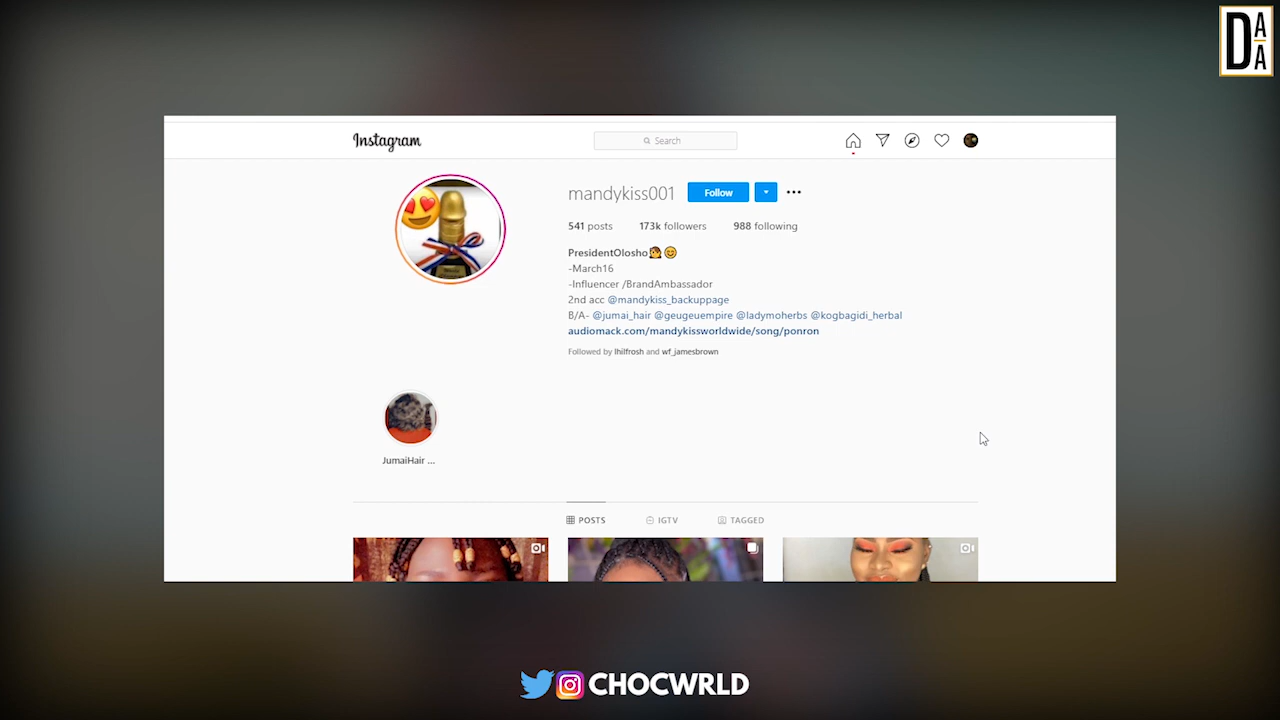 DAA
Instagram
Search
mandykiss001 Follow
541 posts 173k followers 988 following
PresidentOlosho🙍😊
-March16
-Influencer /BrandAmbassador
2nd acc @mandykiss_backuppage
B/A- @jumai_hair @geugeuempire @ladymoherbs @kogbagidi_herbal
audiomack.com/mandykissworldwide/song/ponron
Followed by lhilfrosh and wf_jamesbrown
JumaiHair ...
POSTS IGTV TAGGED
CHOCWRLD